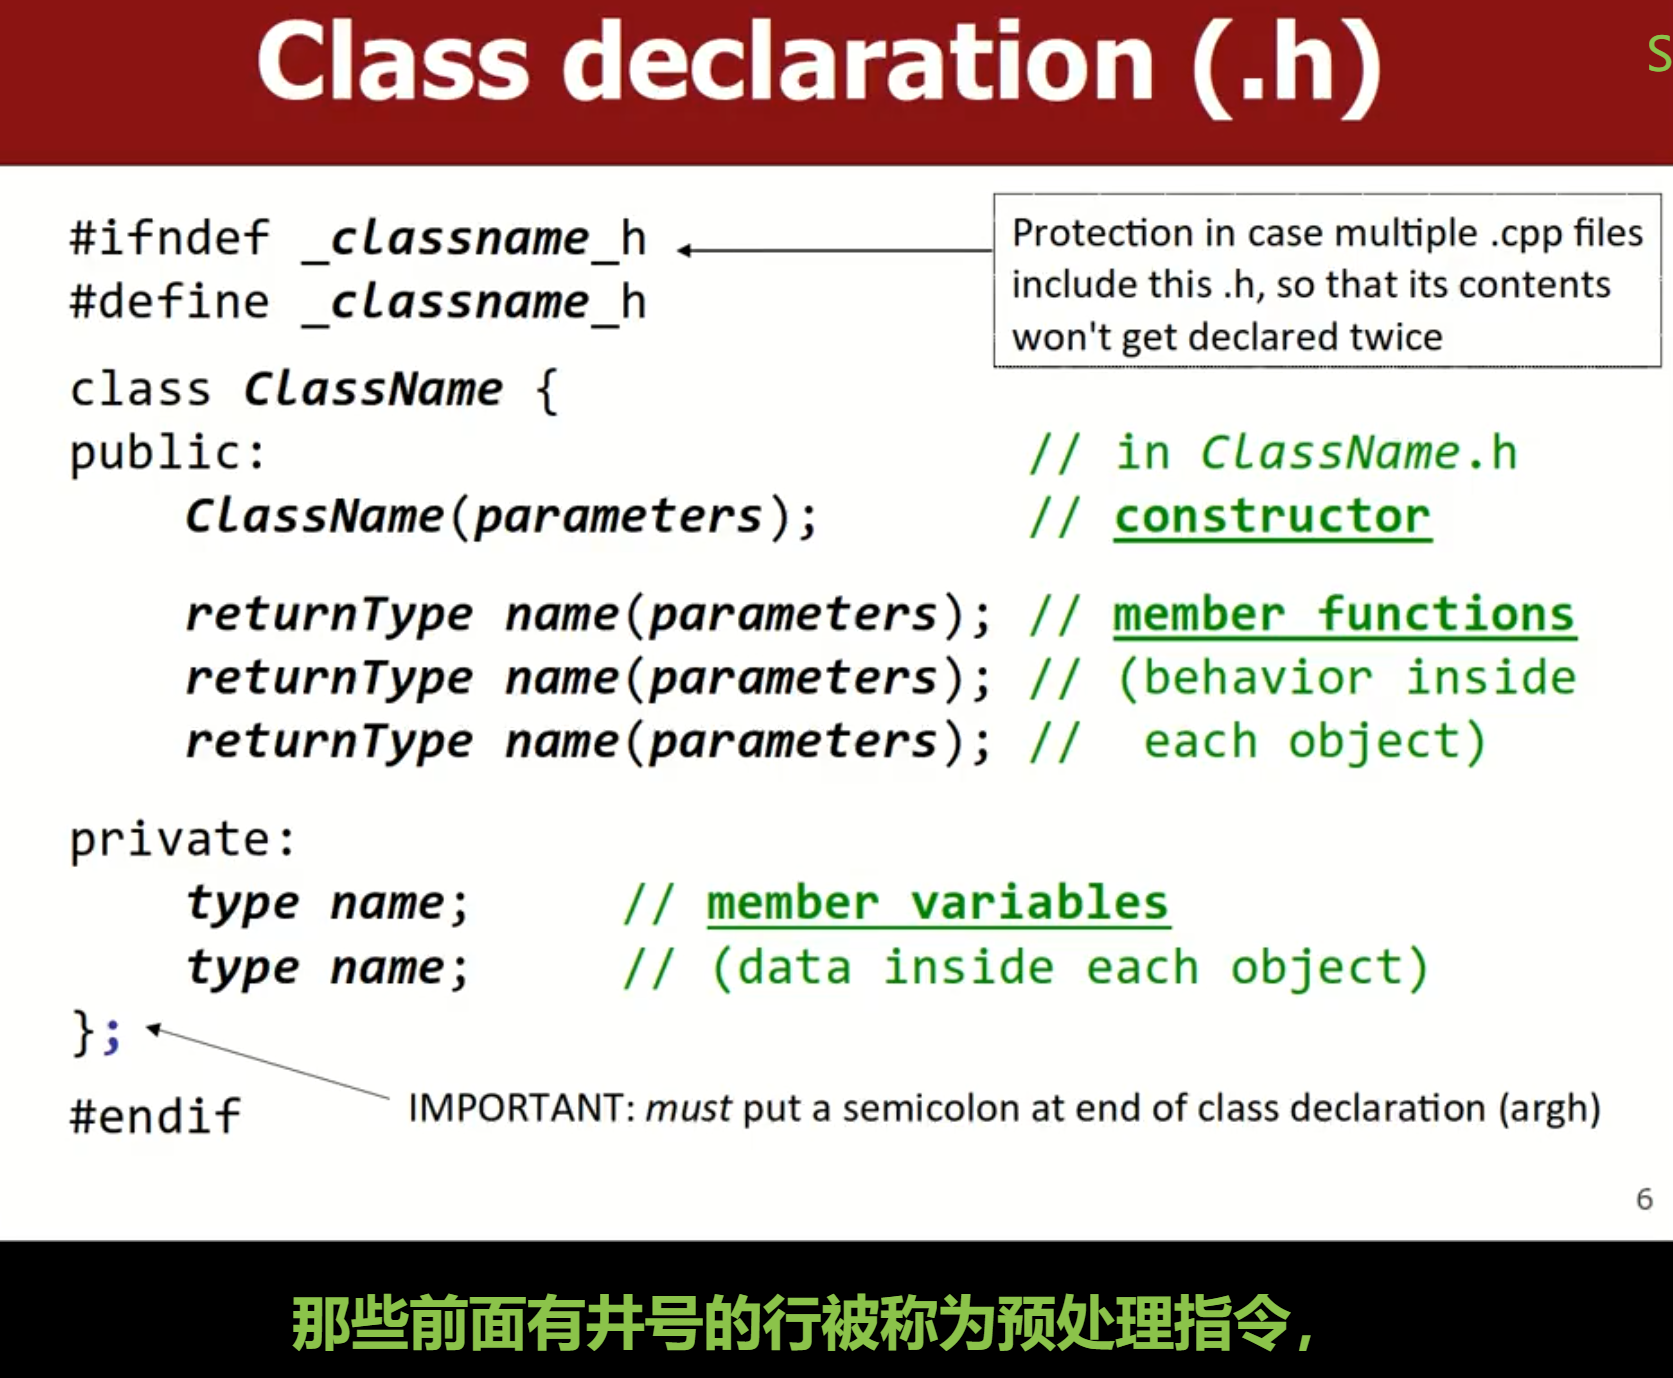 Class declaration (.h)
S
#ifndef _classname_h
#define _classname_h
Protection in case multiple .cpp files
include this .h, so that its contents
won't get declared twice
class ClassName {
public: // in ClassName.h
ClassName(parameters); // constructor
returnType name(parameters); // member functions
returnType name(parameters); // (behavior inside
returnType name(parameters); // each object)
private:
type name; // member variables
type name; // (data inside each object)
};
#endif
IMPORTANT: must put a semicolon at end of class declaration (argh)
6
那些前面有井号的行被称为预处理指令，